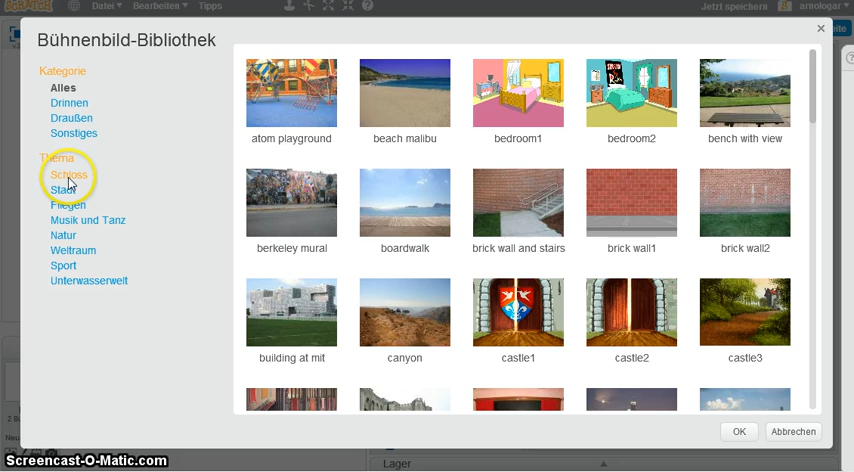 SCRATCH Datei Bearbeiten Tipps Jetzt speichern arnologar
Bühnenbild-Bibliothek
Kategorie
Alles
Drinnen
Draußen
Sonstiges
Thema
Schloss
Stadt
Fliegen
Musik und Tanz
Natur
Weltraum
Sport
Unterwasserwelt
atom playground beach malibu bedroom1 bedroom2 bench with view
berkeley mural boardwalk brick wall and stairs brick wall1 brick wall2
building at mit canyon castle1 castle2 castle3
OK Abbrechen
Lager
Screencast-O-Matic.com